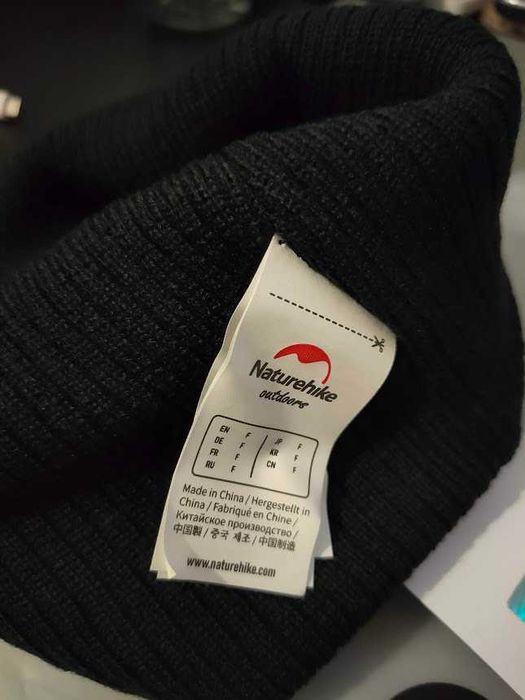 Naturehike
outdoors
EN F JP F
DE F KR F
FR F CN F
RU F
Made in China / Hergestellt in
China / Fabriqué en Chine /
Китайское производство /
中国製 / 중국 제조 / 中国制造
www.naturehike.com